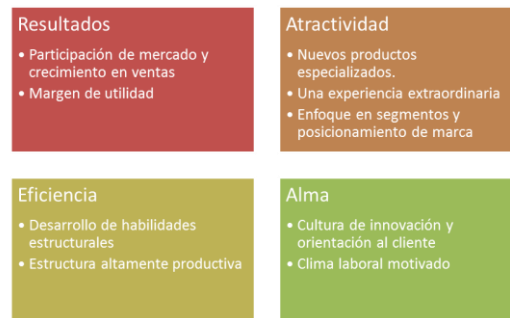 Resultados
• Participación de mercado y
crecimiento en ventas
• Margen de utilidad
Atractividad
• Nuevos productos
especializados.
• Una experiencia extraordinaria
• Enfoque en segmentos y
posicionamiento de marca
Eficiencia
• Desarrollo de habilidades
estructurales
• Estructura altamente productiva
Alma
• Cultura de innovación y
orientación al cliente
• Clima laboral motivado